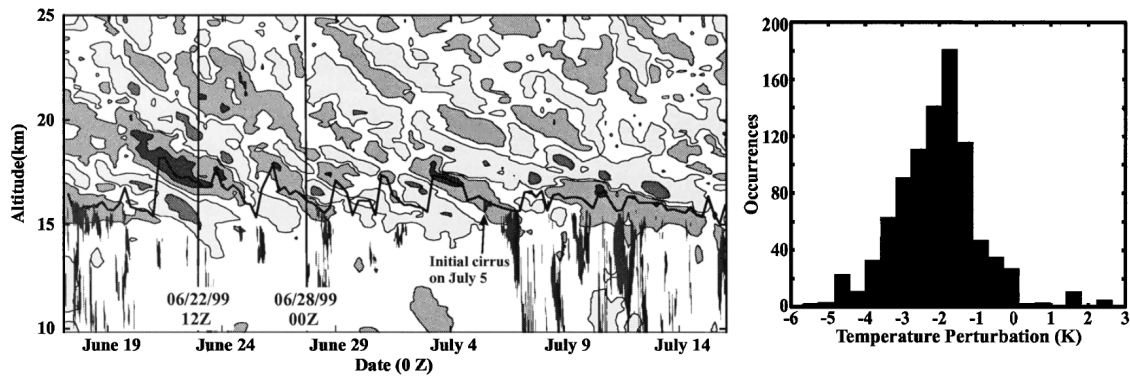 25
20
15
10
Altitude(km)
Initial cirrus
on July 5
06/22/99
12Z
06/28/99
00Z
June 19
June 24
June 29
July 4
July 9
July 14
Date (0 Z)
200
160
120
80
40
0
Occurrences
-6
-5
-4
-3
-2
-1
0
1
2
Temperature Perturbation (K)